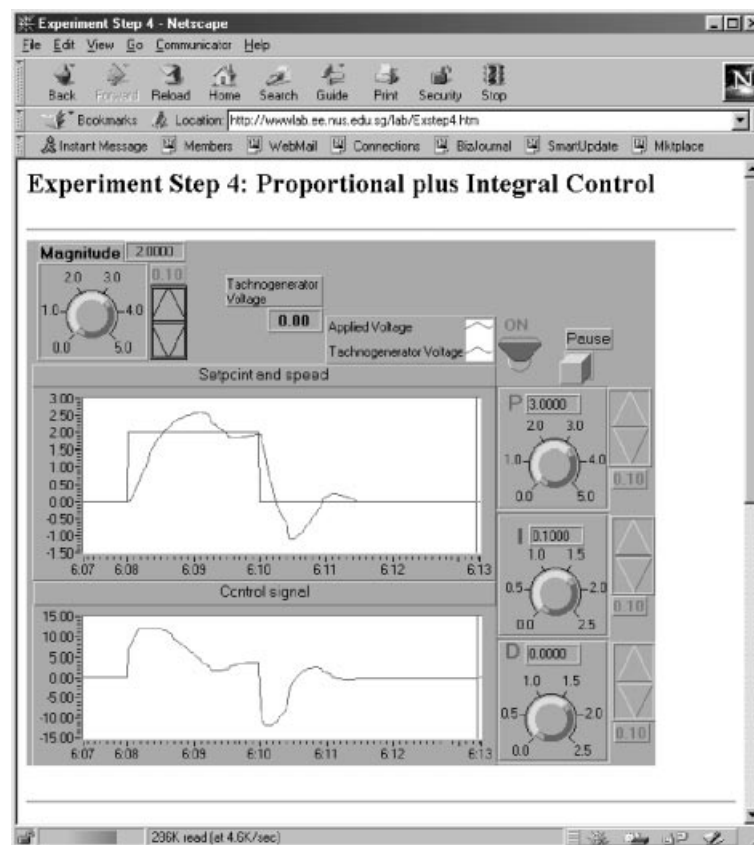 Experiment Step 4 - Netscape
File Edit View Go Communicator Help
Back Forward Reload Home Search Guide Print Security Stop
N
Bookmarks Location: http://wwwlab.ee.nus.edu.sg/lab/Exstep4.htm
Instant Message Members WebMail Connections BizJournal SmartUpdate Mktplace
Experiment Step 4: Proportional plus Integral Control
Magnitude 2.0000
2.0 3.0 0.10
1.0 4.0
0.0 5.0
Tachnogenerator
Voltage
0.00
Applied Voltage
Tachnogenerator Voltage
ON
Pause
Setpoint and speed
3.00
2.50
2.00
1.50
1.00
0.50
0.00
-0.50
-1.00
-1.50
6:07 6:08 6:09 6:10 6:11 6:12 6:13
P 3.0000
2.0 3.0
1.0 4.0
0.0 5.0
0.10
I 0.1000
1.0 1.5
0.5 2.0
0.0 2.5
0.10
Control signal
15.00
10.00
5.00
0.00
-5.00
-10.00
-15.00
6:07 6:08 6:09 6:10 6:11 6:12 6:13
D 0.0000
1.0 1.5
0.5 2.0
0.0 2.5
0.10
296K read (at 4.6K/sec)